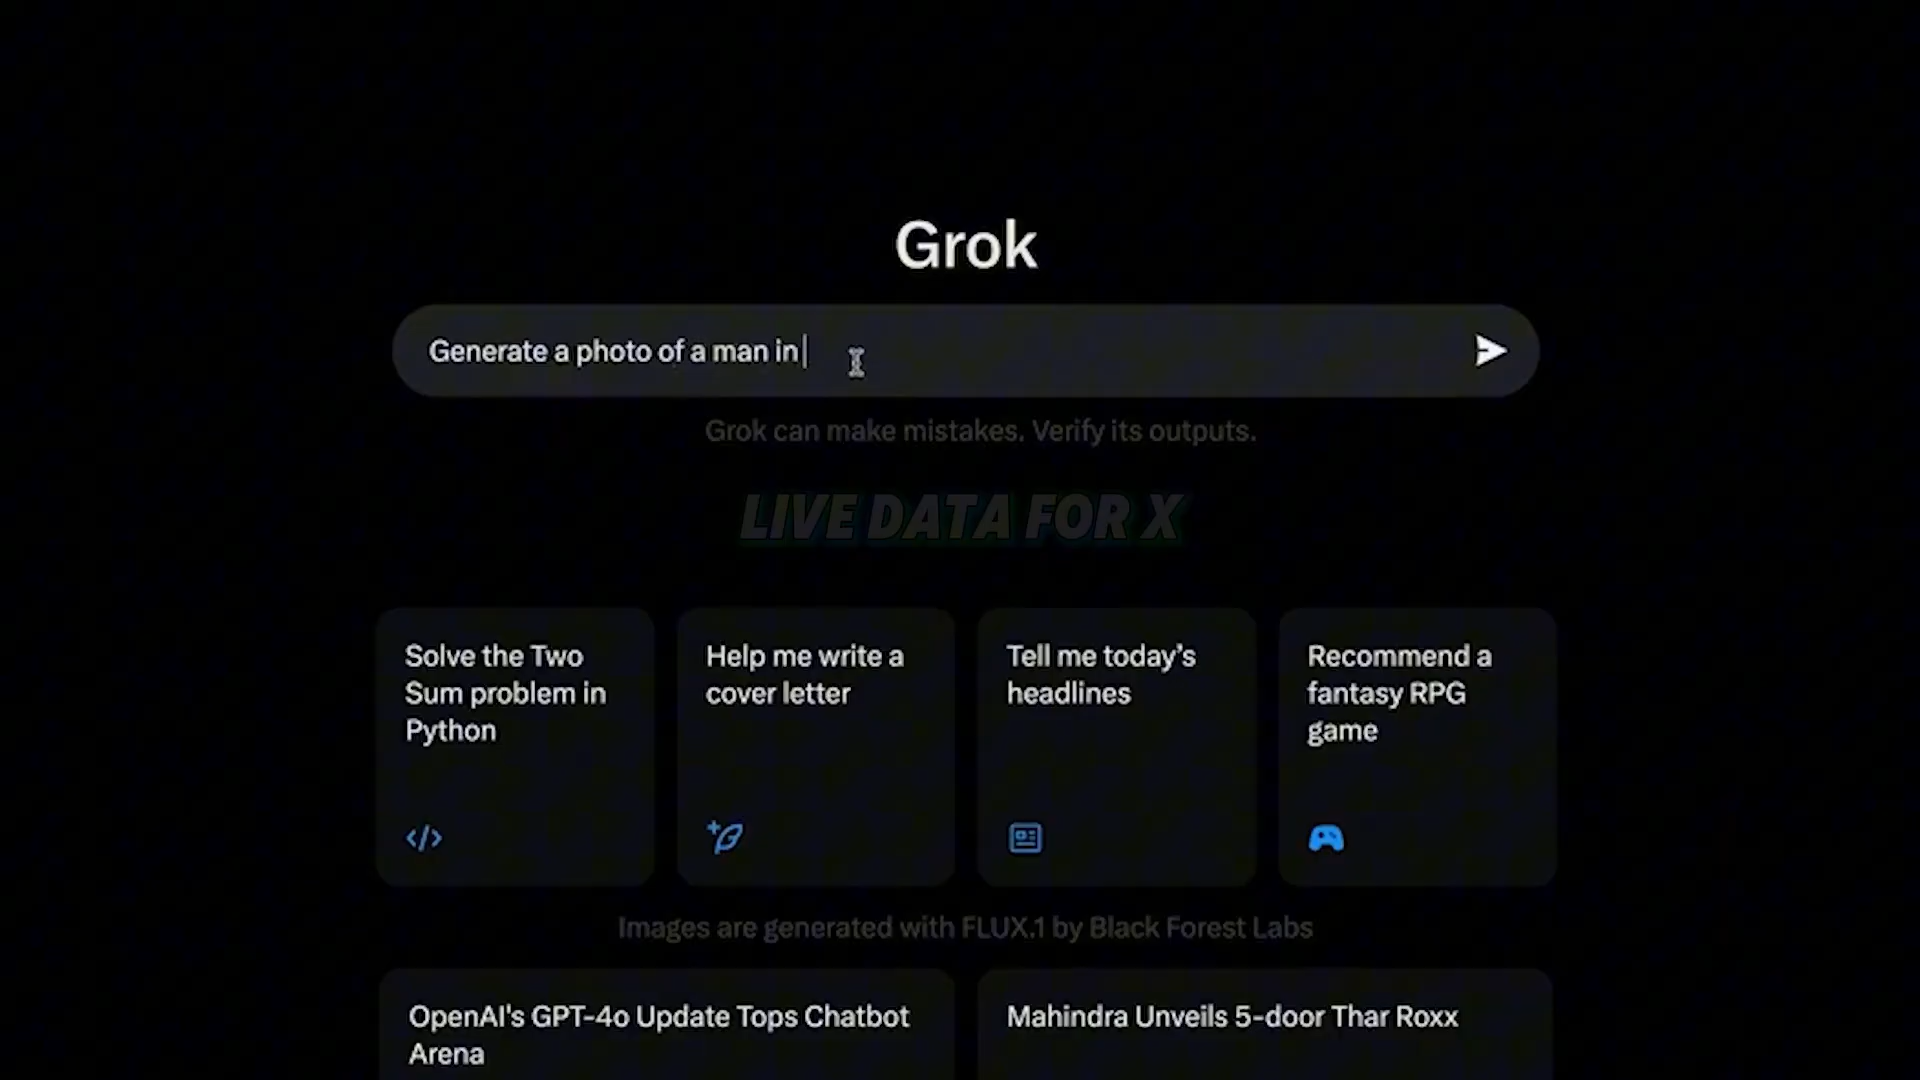 Grok
Generate a photo of a man in
Grok can make mistakes. Verify its outputs.
LIVE DATA FOR X
Solve the Two
Sum problem in
Python
Help me write a
cover letter
Tell me today's
headlines
Recommend a
fantasy RPG
game
Images are generated with FLUX.1 by Black Forest Labs
OpenAI's GPT-4o Update Tops Chatbot
Arena
Mahindra Unveils 5-door Thar Roxx